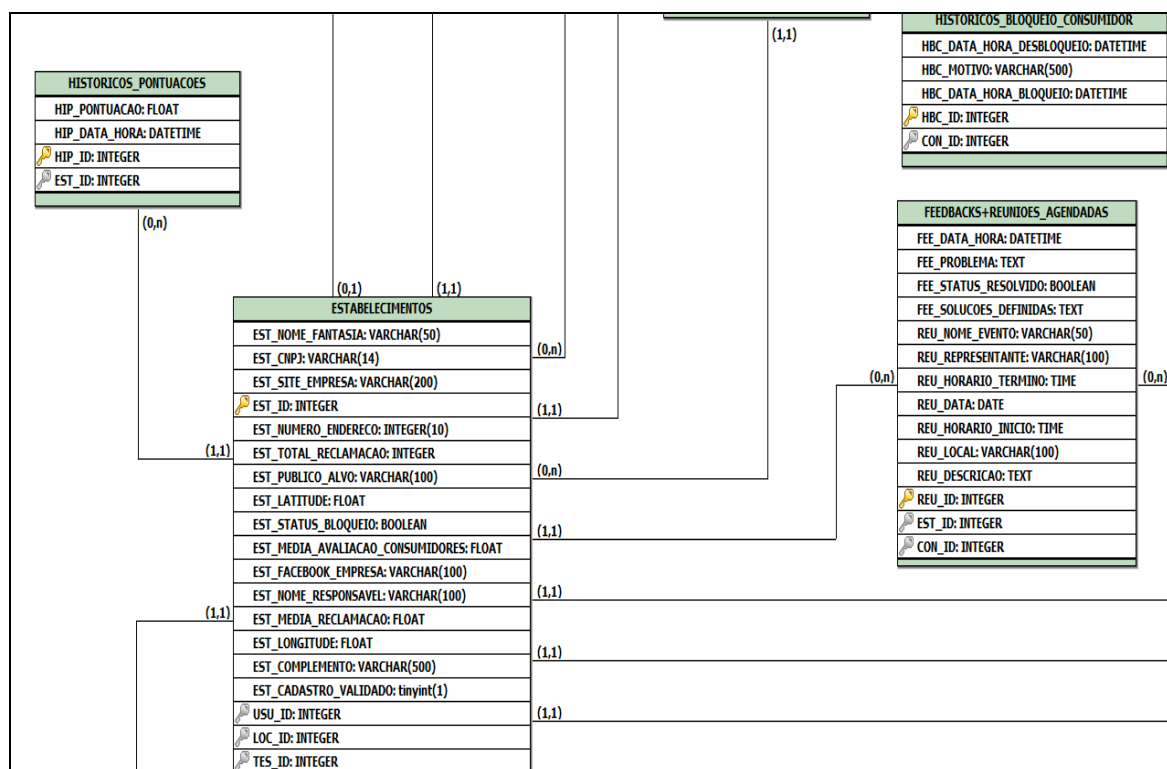 (1,1)
HISTORICOS_BLOQUEIO_CONSUMIDOR
HBC_DATA_HORA_DESBLOQUEIO: DATETIME
HBC_MOTIVO: VARCHAR(500)
HBC_DATA_HORA_BLOQUEIO: DATETIME
HBC_ID: INTEGER
CON_ID: INTEGER
HISTORICOS_PONTUACOES
HIP_PONTUACAO: FLOAT
HIP_DATA_HORA: DATETIME
HIP_ID: INTEGER
EST_ID: INTEGER
(0,n)
(0,1)
(1,1)
ESTABELECIMENTOS
EST_NOME_FANTASIA: VARCHAR(50)
EST_CNPJ: VARCHAR(14)
EST_SITE_EMPRESA: VARCHAR(200)
EST_ID: INTEGER
EST_NUMERO_ENDERECO: INTEGER(10)
EST_TOTAL_RECLAMACAO: INTEGER
EST_PUBLICO_ALVO: VARCHAR(100)
EST_LATITUDE: FLOAT
EST_STATUS_BLOQUEIO: BOOLEAN
EST_MEDIA_AVALIACAO_CONSUMIDORES: FLOAT
EST_FACEBOOK_EMPRESA: VARCHAR(100)
EST_NOME_RESPONSAVEL: VARCHAR(100)
EST_MEDIA_RECLAMACAO: FLOAT
EST_LONGITUDE: FLOAT
EST_COMPLEMENTO: VARCHAR(500)
EST_CADASTRO_VALIDADO: tinyint(1)
USU_ID: INTEGER
LOC_ID: INTEGER
TES_ID: INTEGER
(1,1)
(1,1)
(0,n)
(1,1)
(0,n)
(1,1)
(1,1)
(1,1)
(1,1)
(0,n)
FEEDBACKS+REUNIOES_AGENDADAS
FEE_DATA_HORA: DATETIME
FEE_PROBLEMA: TEXT
FEE_STATUS_RESOLVIDO: BOOLEAN
FEE_SOLUCOES_DEFINIDAS: TEXT
REU_NOME_EVENTO: VARCHAR(50)
REU_REPRESENTANTE: VARCHAR(100)
REU_HORARIO_TERMINO: TIME
REU_DATA: DATE
REU_HORARIO_INICIO: TIME
REU_LOCAL: VARCHAR(100)
REU_DESCRICAO: TEXT
REU_ID: INTEGER
EST_ID: INTEGER
CON_ID: INTEGER
(0,n)